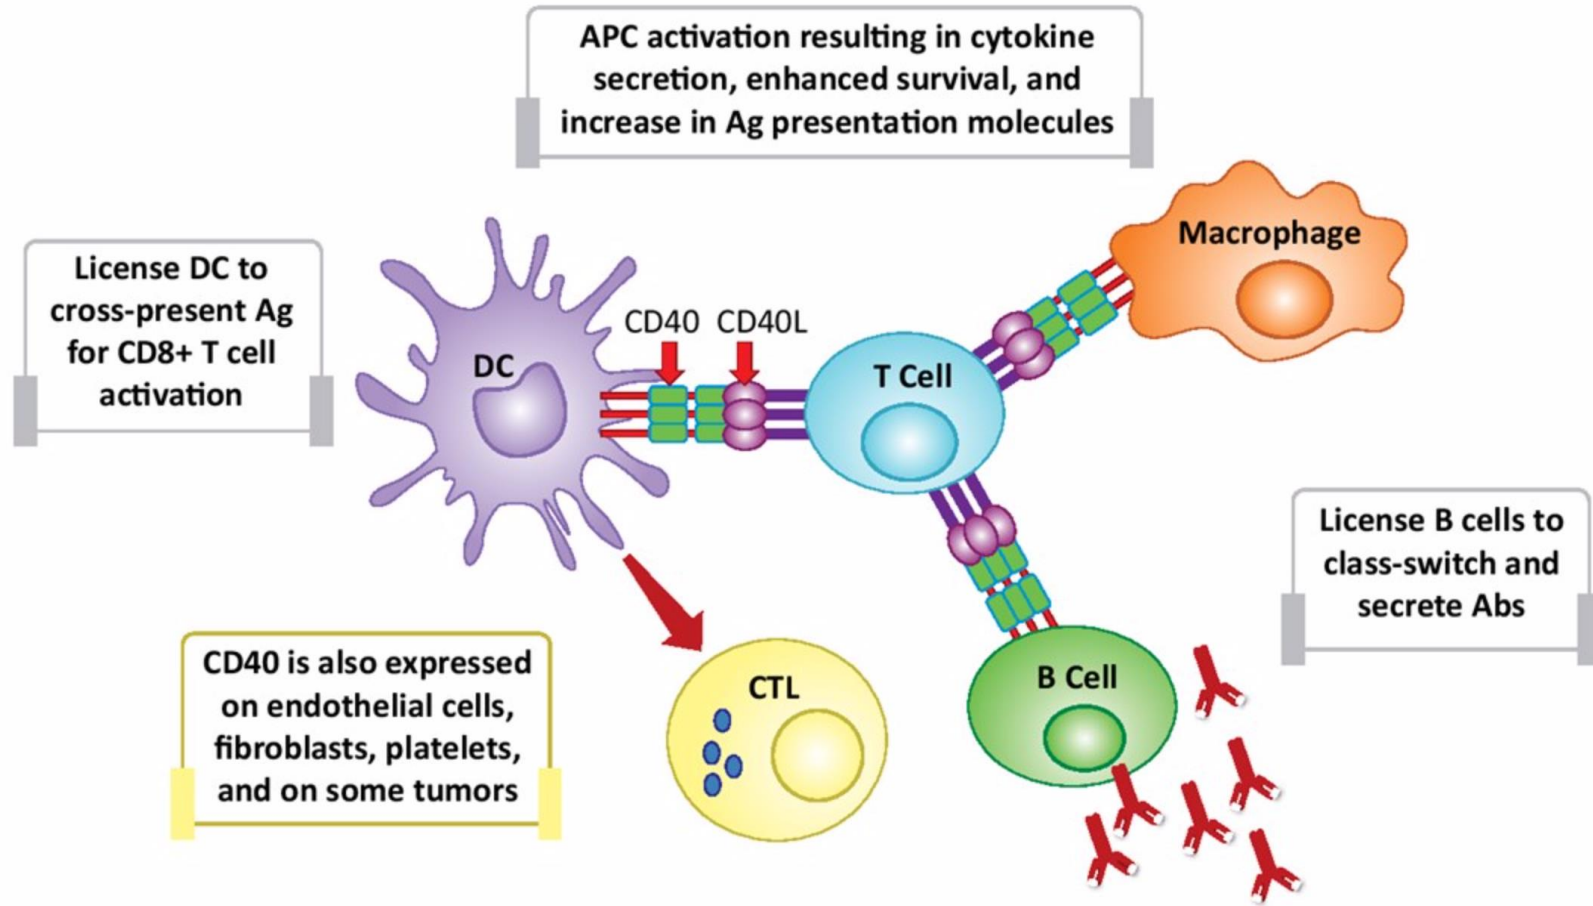 APC activation resulting in cytokine
secretion, enhanced survival, and
increase in Ag presentation molecules
Macrophage
License DC to
cross-present Ag
for CD8+ T cell
activation
CD40 CD40L
DC
T Cell
License B cells to
class-switch and
secrete Abs
CD40 is also expressed
on endothelial cells,
fibroblasts, platelets,
and on some tumors
CTL
B Cell